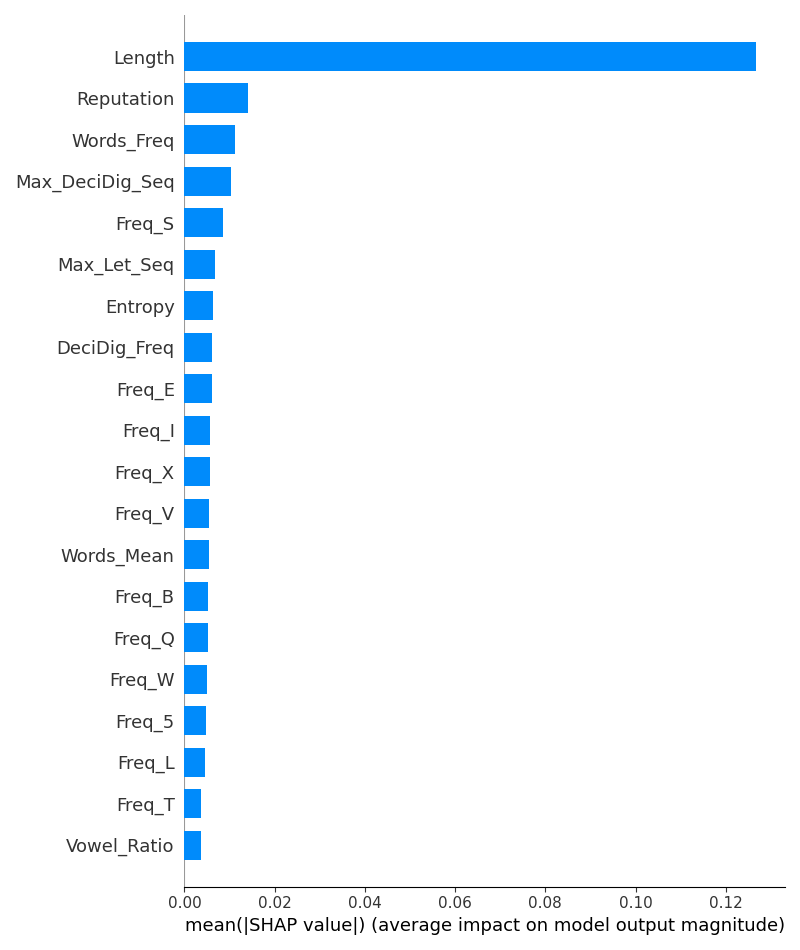 Length
Reputation
Words_Freq
Max_DeciDig_Seq
Freq_S
Max_Let_Seq
Entropy
DeciDig_Freq
Freq_E
Freq_I
Freq_X
Freq_V
Words_Mean
Freq_B
Freq_Q
Freq_W
Freq_5
Freq_L
Freq_T
Vowel_Ratio
0.00 0.02 0.04 0.06 0.08 0.10 0.12
mean(|SHAP value|) (average impact on model output magnitude)